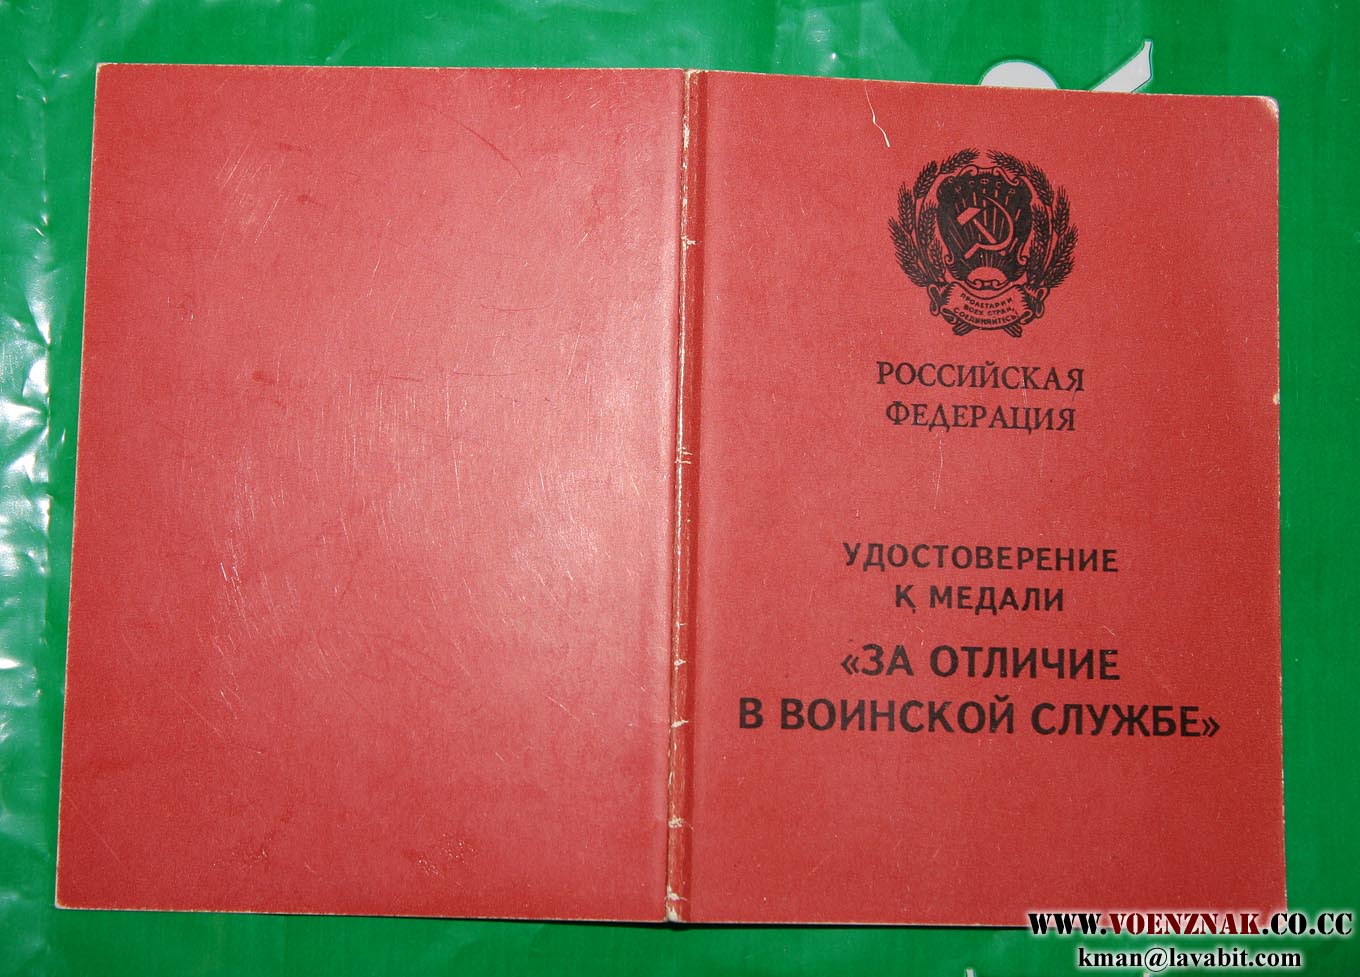 РСФСР
ПРОЛЕТАРИИ
ВСЕХ СТРАН,
СОЕДИНЯЙТЕСЬ!
РОССИЙСКАЯ
ФЕДЕРАЦИЯ
УДОСТОВЕРЕНИЕ
К МЕДАЛИ
«ЗА ОТЛИЧИЕ
В ВОИНСКОЙ СЛУЖБЕ»
WWW.VOENZNAK.CO.CC
kman@lavabit.com